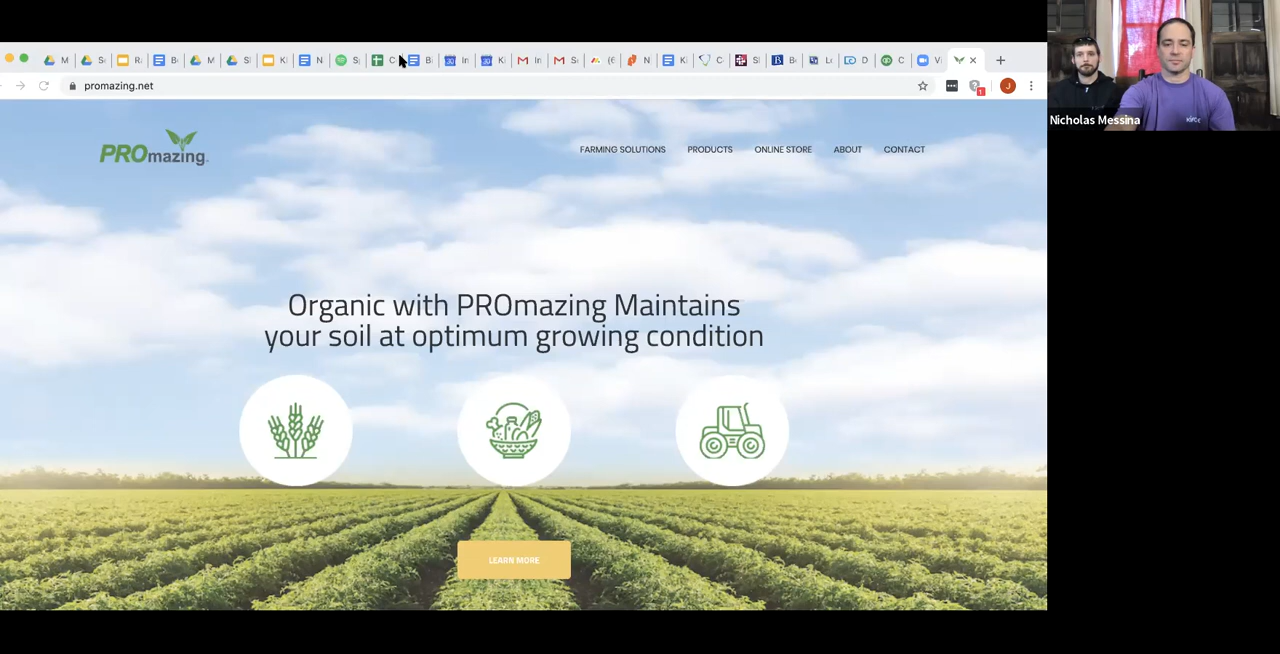 promazing.net
1
J
PROmazing.
FARMING SOLUTIONS
PRODUCTS
ONLINE STORE
ABOUT
CONTACT
Organic with PROmazing Maintains
your soil at optimum growing condition
LEARN MORE
Nicholas Messina